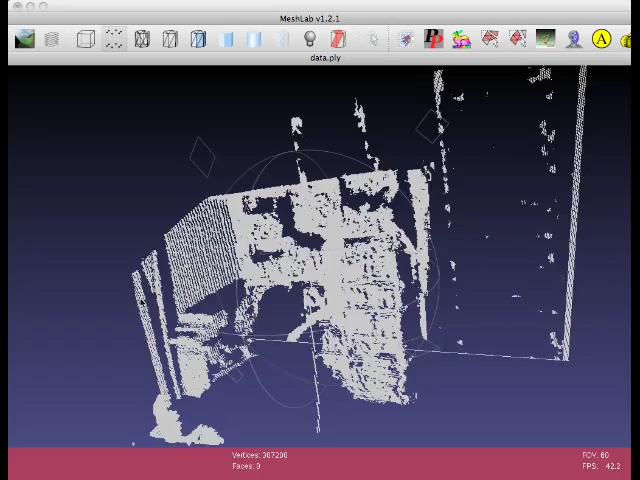 MeshLab v1.2.1
P
P
A
data.ply
Vertices: 307200
Faces: 0
FOV: 60
FPS: 42.2